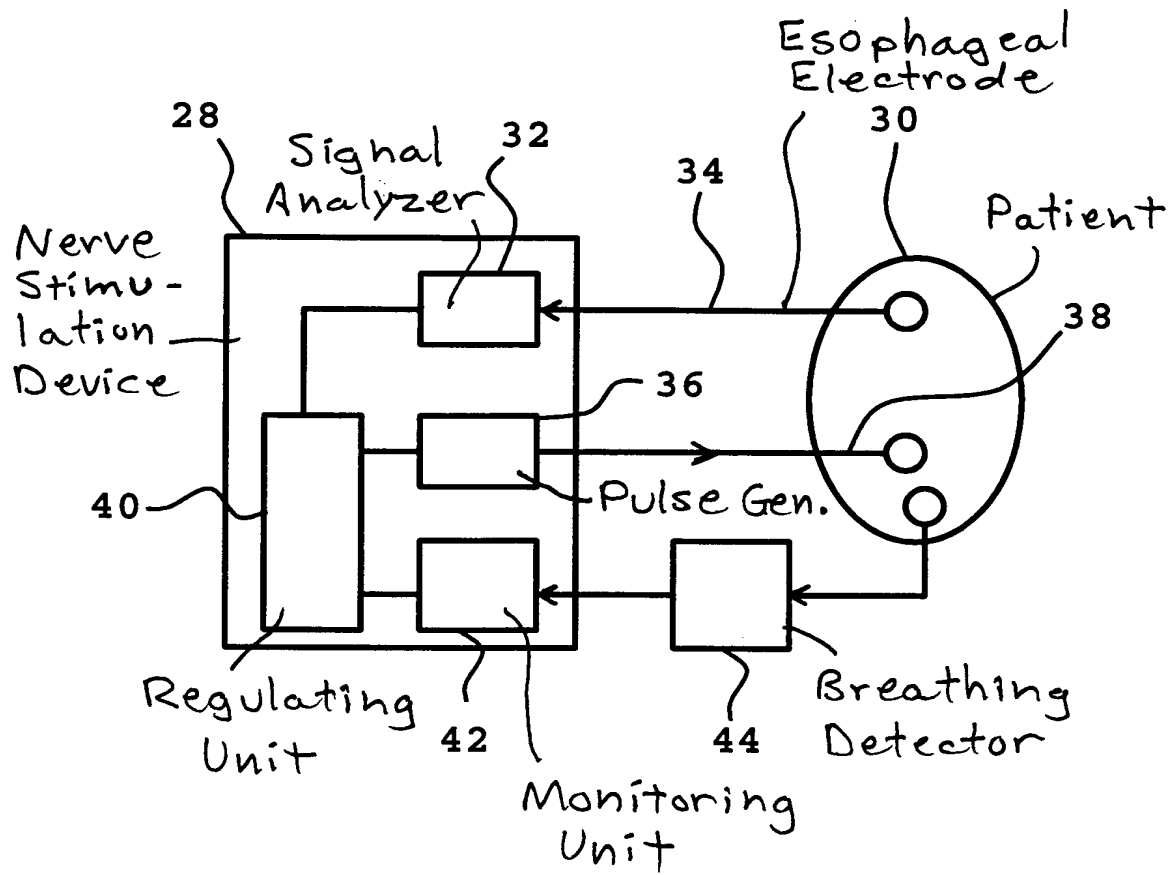 Esophageal
Electrode
28
30
Signal
Analyzer
32
34
Patient
Nerve
Stimu-
lation
Device
38
36
Pulse Gen.
40
Regulating
Unit
42
44
Breathing
Detector
Monitoring
Unit